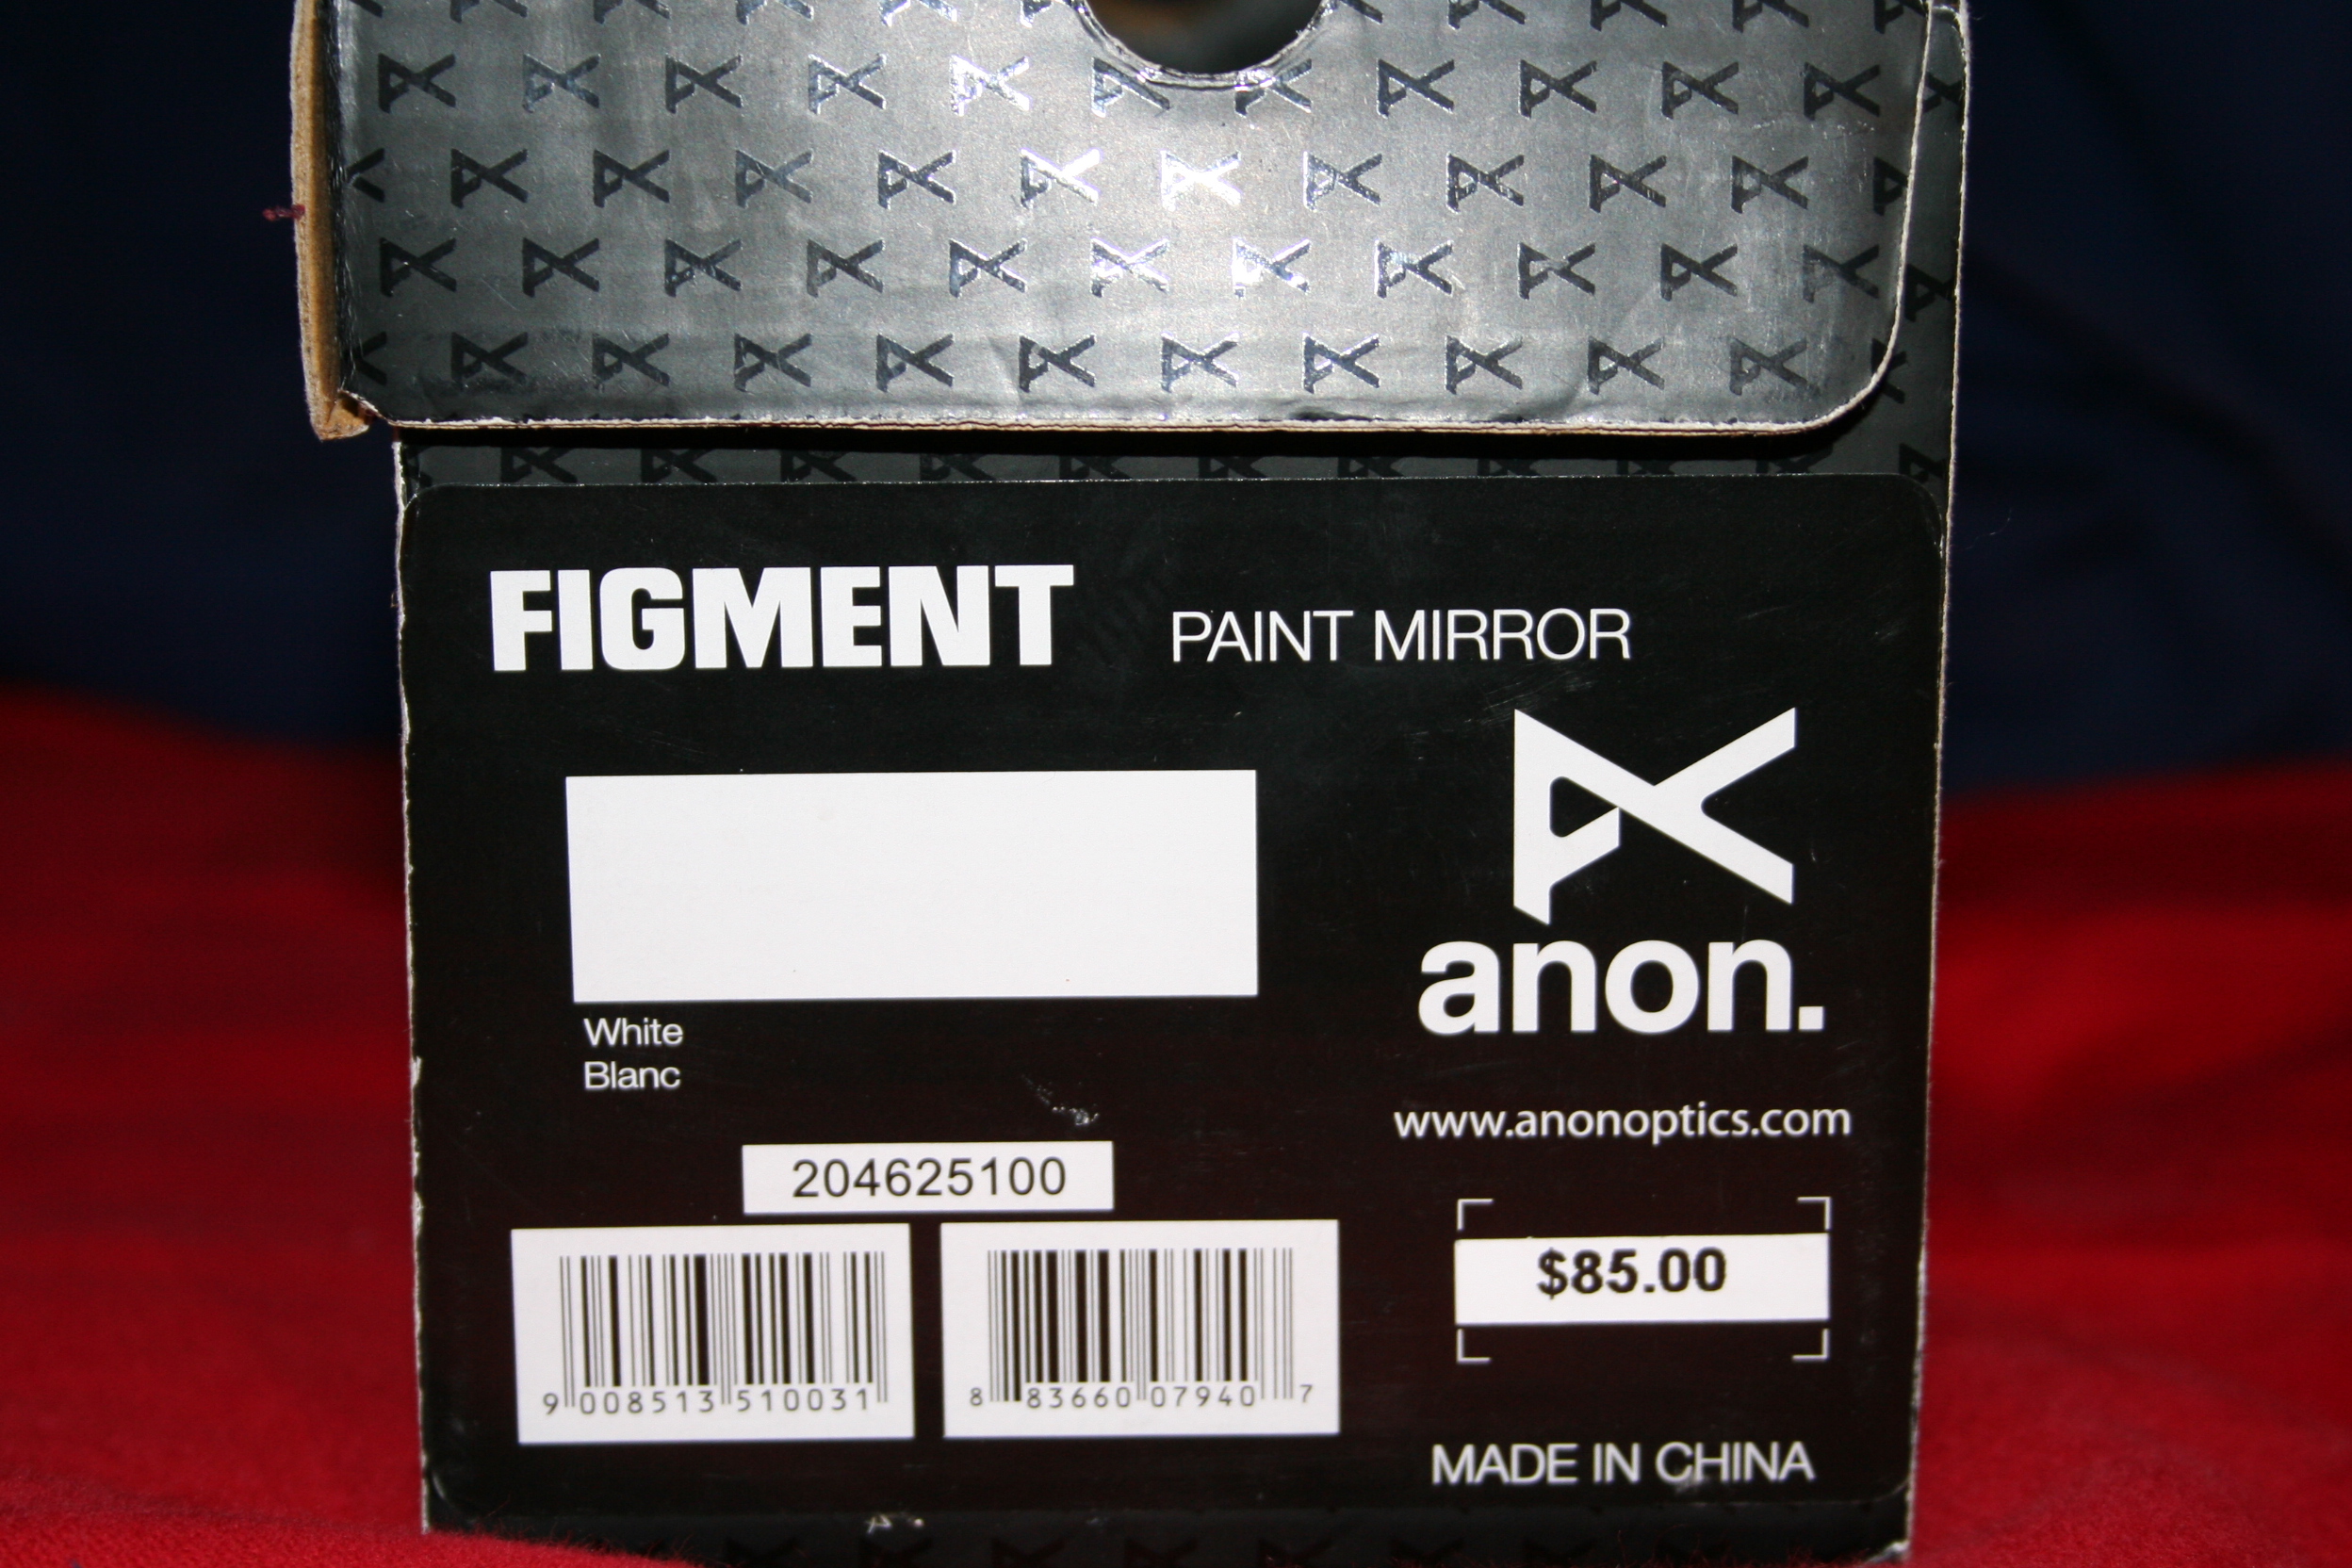 FIGMENT PAINT MIRROR
anon.
White
Blanc
www.anonoptics.com
204625100
$85.00
9 008513 510031
8 83660 07940 7
MADE IN CHINA